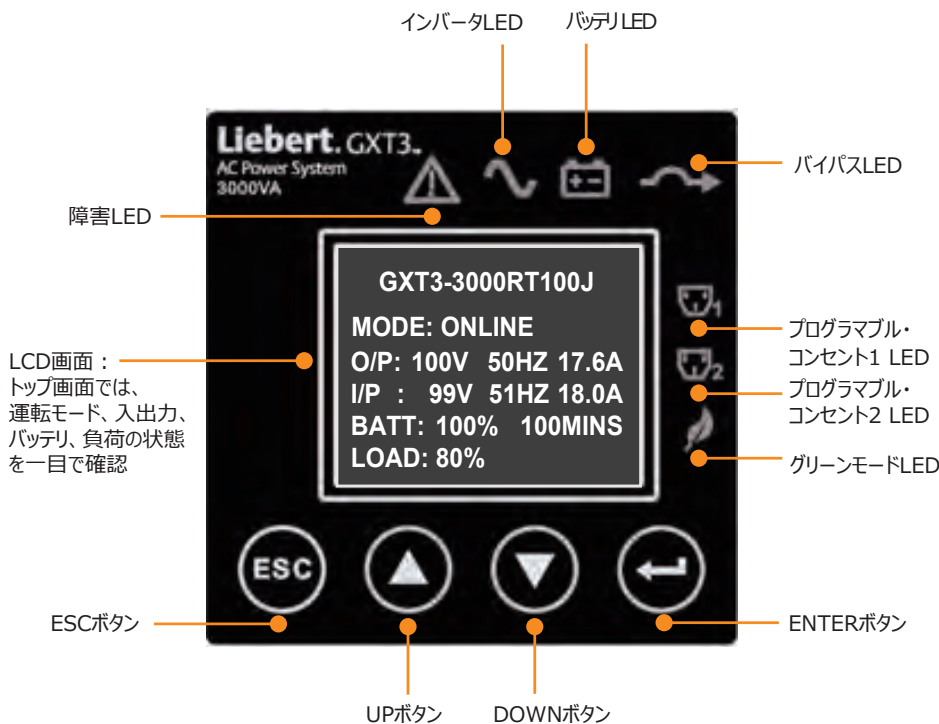 インバータLED
バッテリLED
Liebert. GXT3™
AC Power System
3000VA
バイパスLED
障害LED
GXT3-3000RT100J
MODE: ONLINE
O/P: 100V 50HZ 17.6A
I/P : 99V 51HZ 18.0A
BATT: 100% 100MINS
LOAD: 80%
1
2
プログラマブル・
コンセント1 LED
プログラマブル・
コンセント2 LED
グリーンモードLED
LCD画面：
トップ画面では、
運転モード、入出力、
バッテリ、負荷の状態
を一目で確認
ESC
ESCボタン
ENTERボタン
UPボタン
DOWNボタン